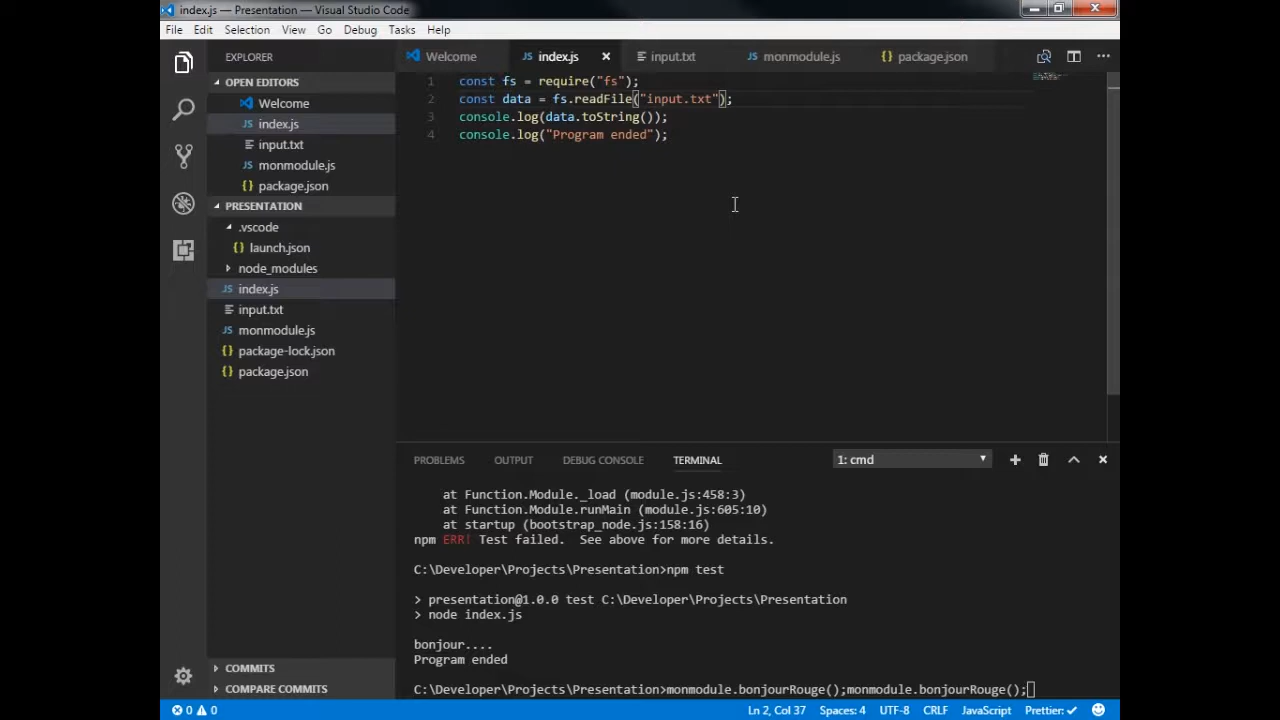 index.js — Presentation — Visual Studio Code
File Edit Selection View Go Debug Tasks Help
EXPLORER
OPEN EDITORS
Welcome
index.js
input.txt
monmodule.js
package.json
PRESENTATION
.vscode
launch.json
node_modules
index.js
input.txt
monmodule.js
package-lock.json
package.json
COMMITS
COMPARE COMMITS
Welcome index.js input.txt monmodule.js package.json
1 const fs = require("fs");
2 const data = fs.readFile("input.txt");
3 console.log(data.toString());
4 console.log("Program ended");
PROBLEMS OUTPUT DEBUG CONSOLE TERMINAL 1: cmd
at Function.Module._load (module.js:458:3)
at Function.Module.runMain (module.js:605:10)
at startup (bootstrap_node.js:158:16)
npm ERR! Test failed.  See above for more details.
C:\Developer\Projects\Presentation>npm test
> presentation@1.0.0 test C:\Developer\Projects\Presentation
> node index.js
bonjour....
Program ended
C:\Developer\Projects\Presentation>monmodule.bonjourRouge();monmodule.bonjourRouge();
0 0 Ln 2, Col 37 Spaces: 4 UTF-8 CRLF JavaScript Prettier: ✓